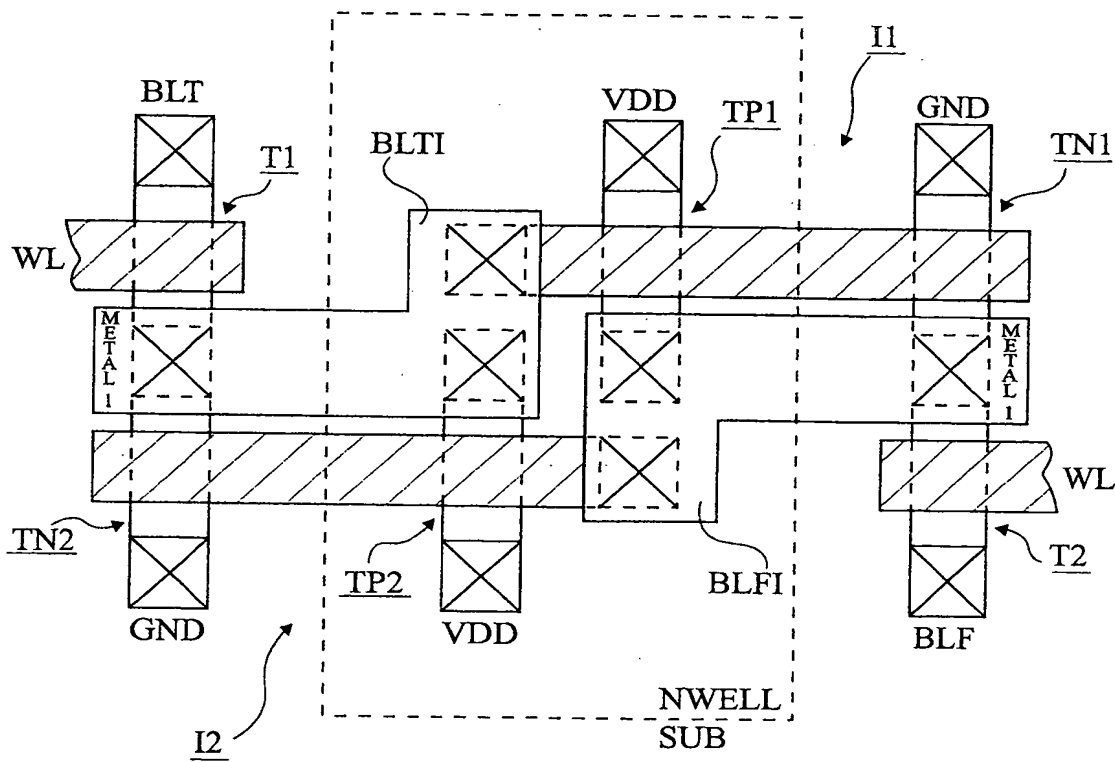 I1
BLT
VDD
TP1
GND
BLTI
T1
TN1
WL
METAL 1
METAL 1
WL
TN2
TP2
BLFI
T2
GND
VDD
BLF
NWELL
SUB
I2